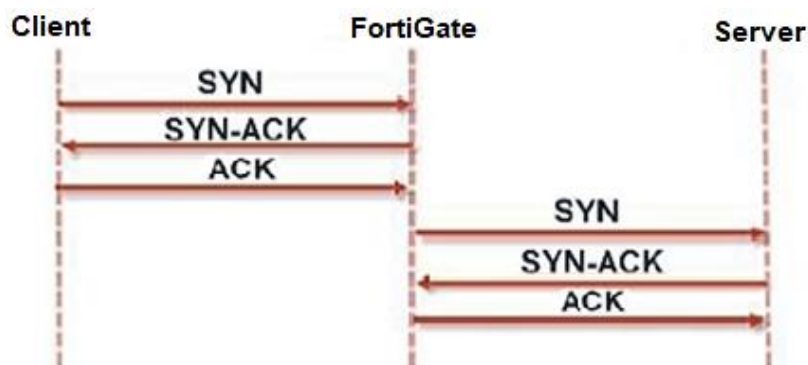 Client FortiGate Server
SYN
SYN-ACK
ACK
SYN
SYN-ACK
ACK